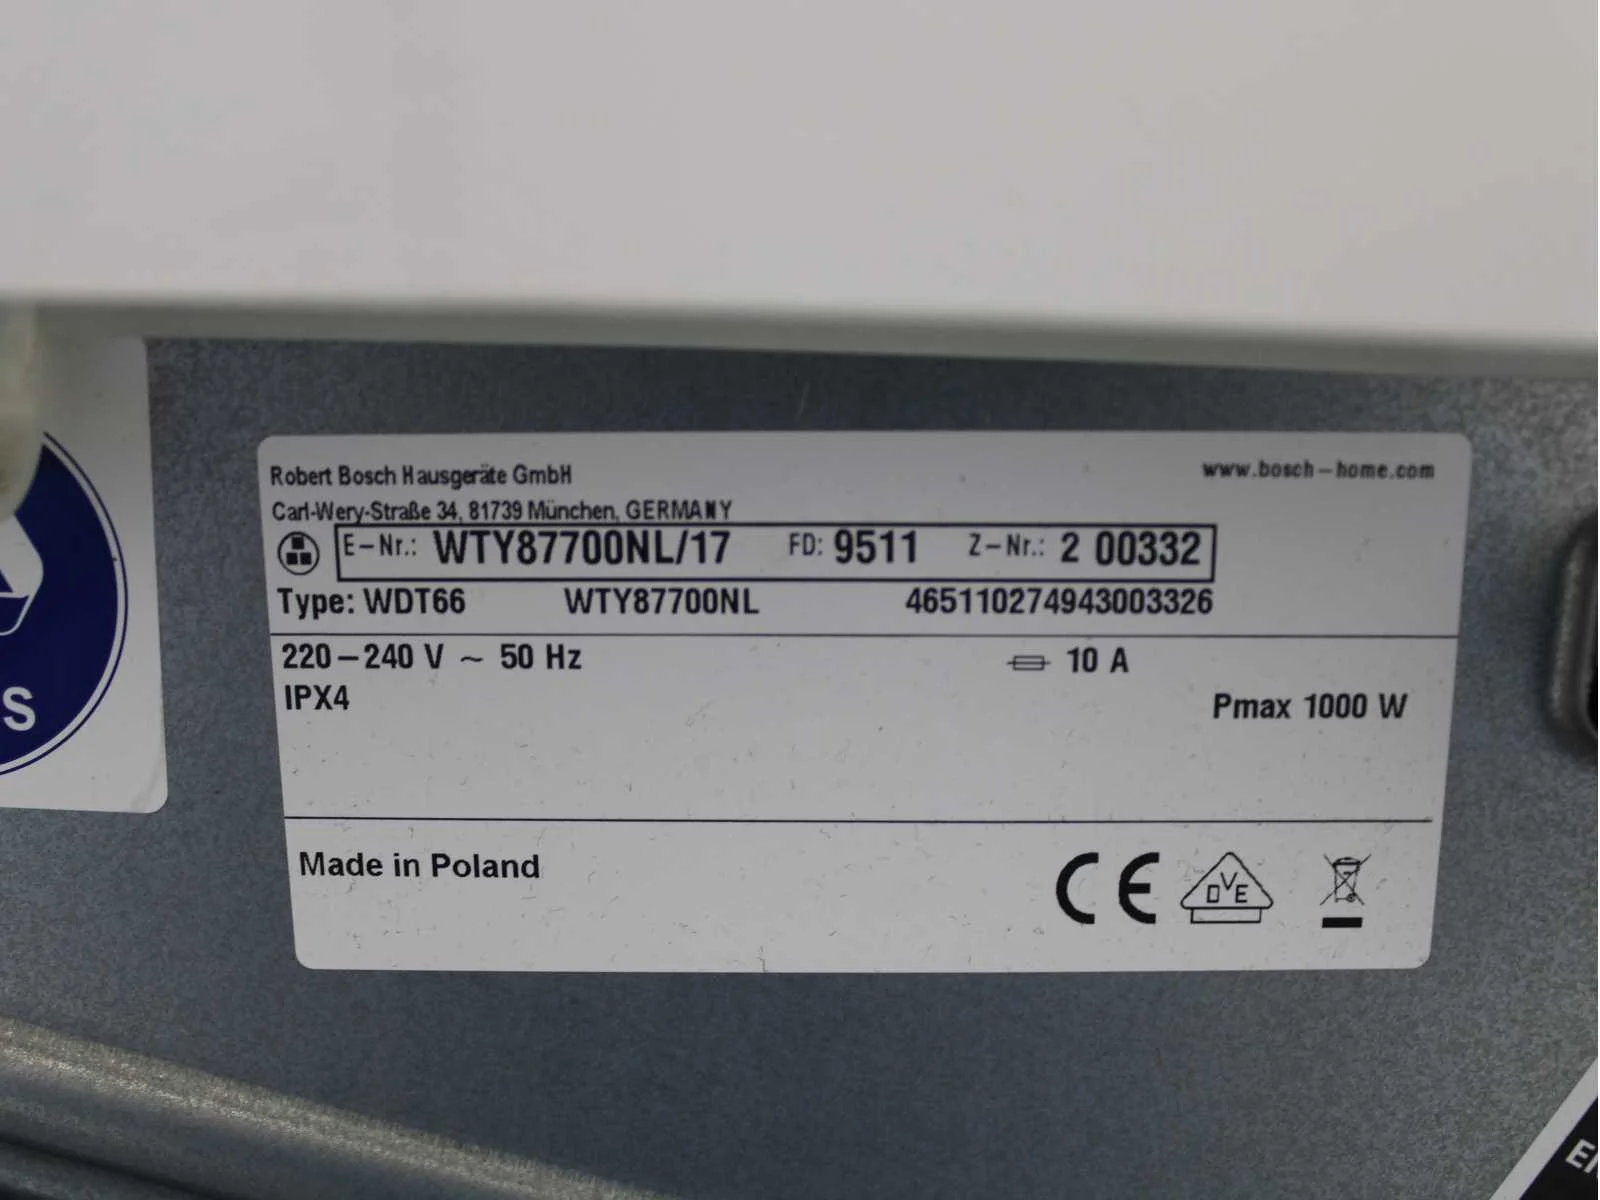 Robert Bosch Hausgeräte GmbH
www.bosch-home.com
Carl-Wery-Straße 34, 81739 München, GERMANY
E-Nr.: WTY87700NL/17 FD: 9511 Z-Nr.: 2 00332
Type: WDT66 WTY87700NL 465110274943003326
220-240 V ~ 50 Hz 10 A
IPX4 Pmax 1000 W
Made in Poland
CE DVE
S